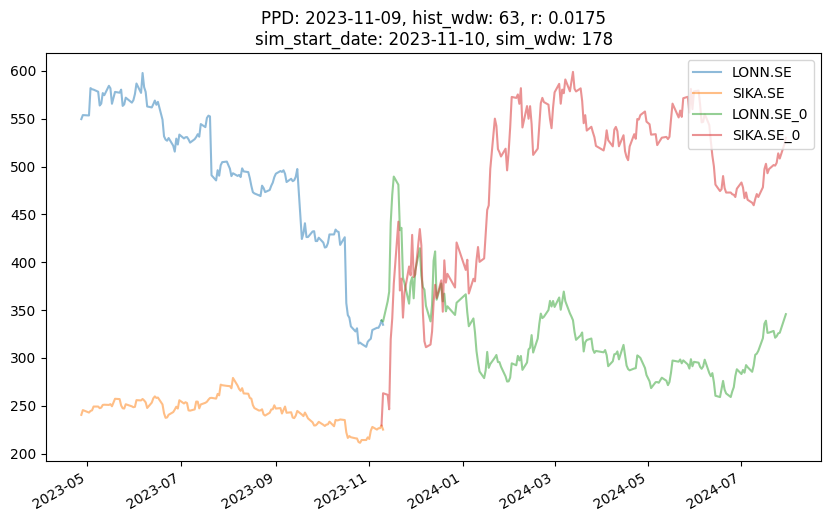 PPD: 2023-11-09, hist_wdw: 63, r: 0.0175
sim_start_date: 2023-11-10, sim_wdw: 178
LONN.SE
SIKA.SE
LONN.SE_0
SIKA.SE_0
600
550
500
450
400
350
300
250
200
2023-05
2023-07
2023-09
2023-11
2024-01
2024-03
2024-05
2024-07